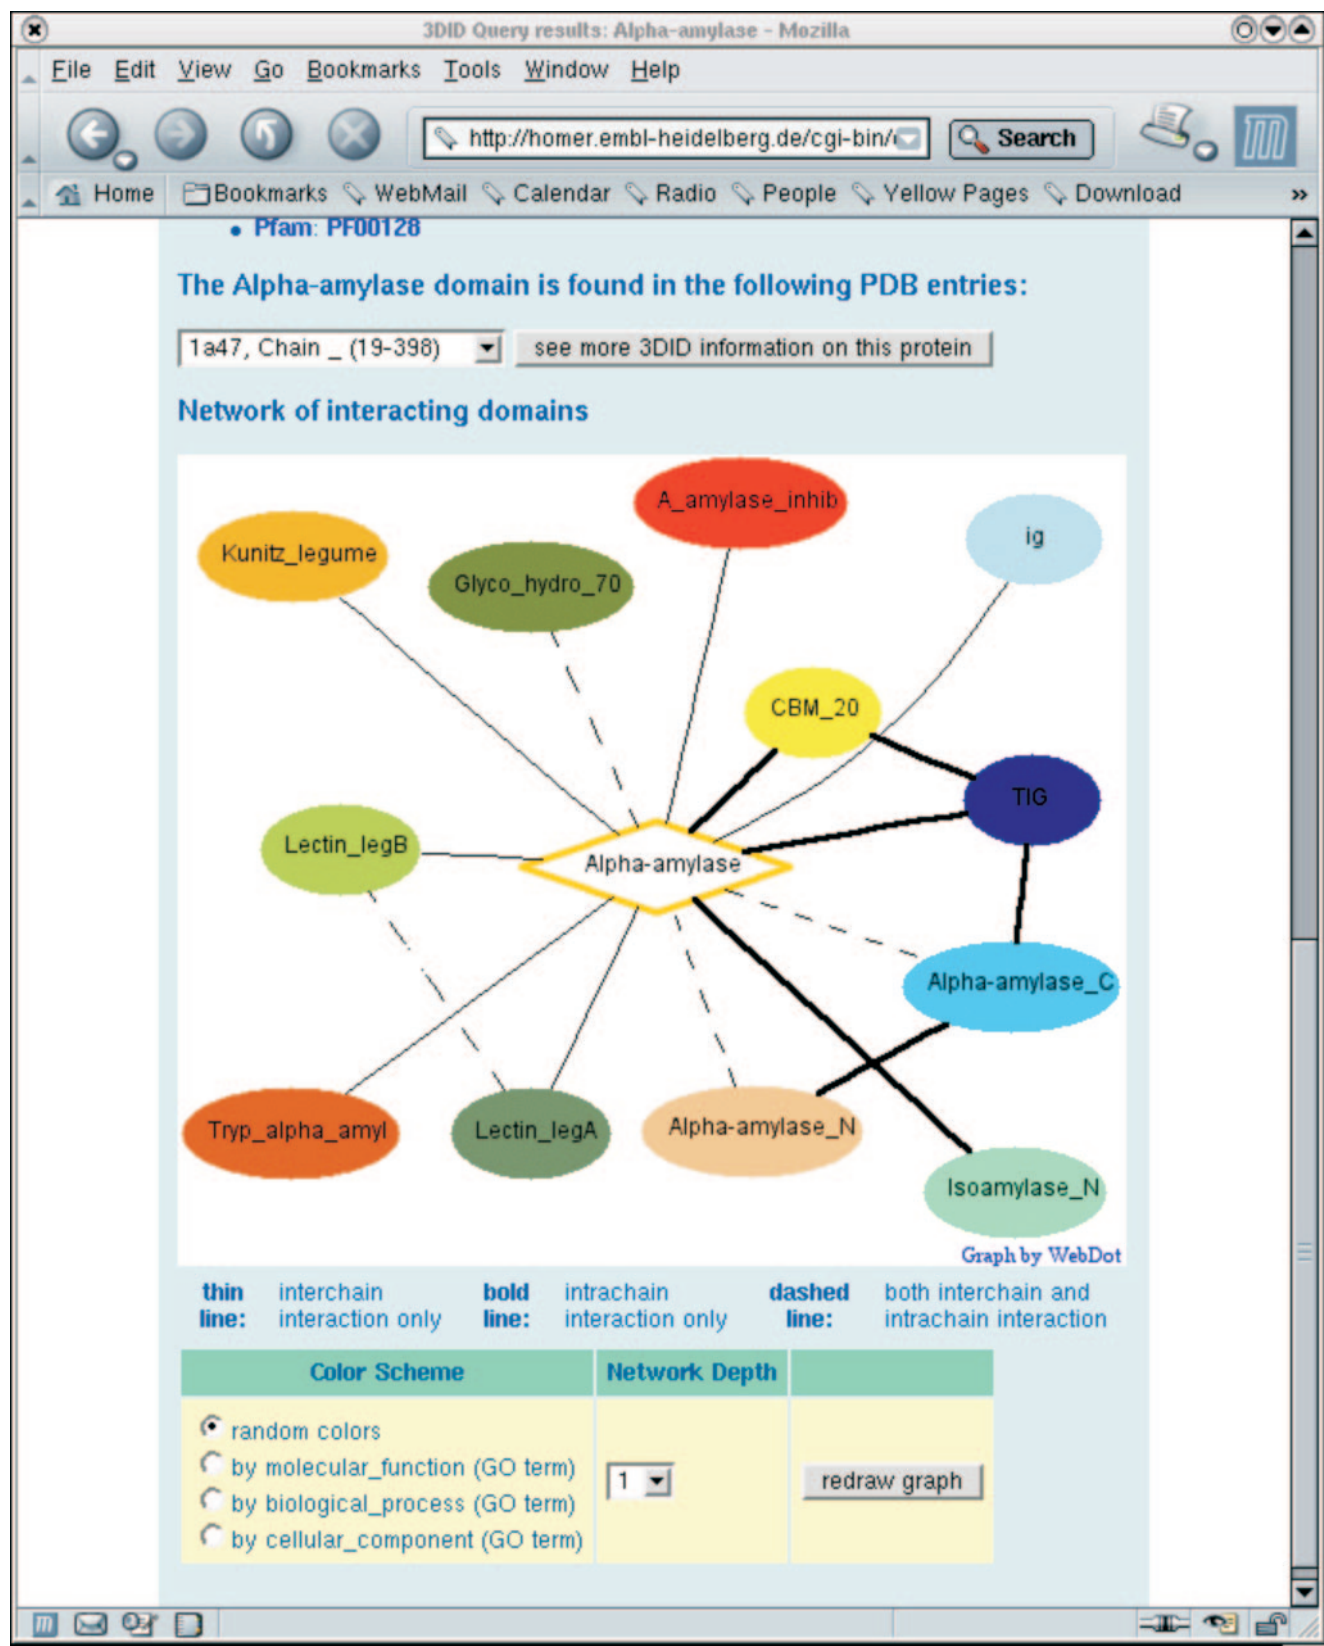 3DID Query results: Alpha-amylase - Mozilla
File Edit View Go Bookmarks Tools Window Help
http://homer.embl-heidelberg.de/cgi-bin/ Search
Home Bookmarks WebMail Calendar Radio People Yellow Pages Download »
• Pfam: PF00128
The Alpha-amylase domain is found in the following PDB entries:
1a47, Chain _ (19-398) see more 3DID information on this protein
Network of interacting domains
A_amylase_inhib
ig
Kunitz_legume
Glyco_hydro_70
CBM_20
TIG
Lectin_legB
Alpha-amylase
Alpha-amylase_C
Tryp_alpha_amyl
Lectin_legA
Alpha-amylase_N
Isoamylase_N
Graph by WebDot
thin interchain bold intrachain dashed both interchain and
line: interaction only line: interaction only line: intrachain interaction
Color Scheme Network Depth
random colors
by molecular_function (GO term)
1 redraw graph
by biological_process (GO term)
by cellular_component (GO term)